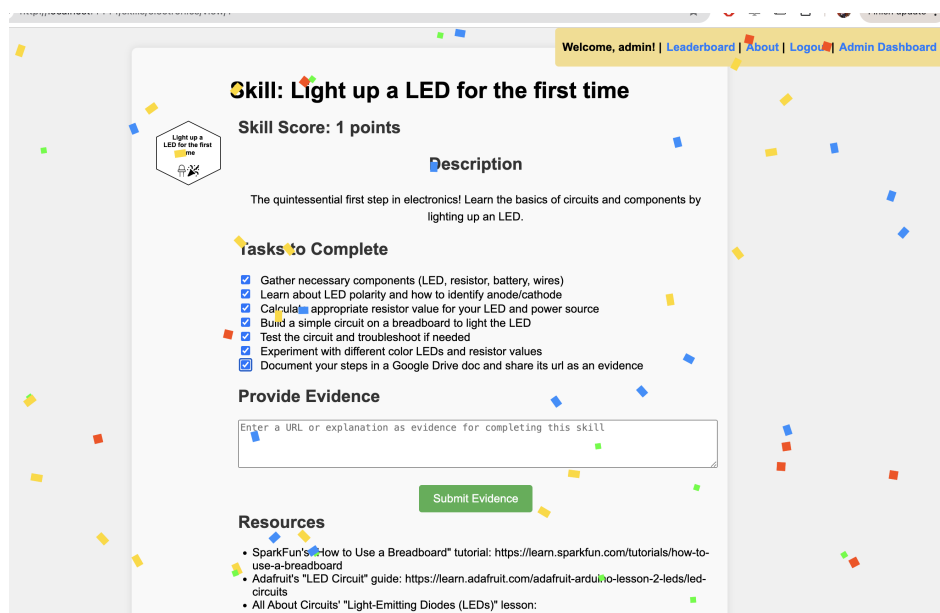 Finish update
Welcome, admin! | Leaderboard | About | Logout | Admin Dashboard
Skill: Light up a LED for the first time
Light up a
LED for the first
Skill Score: 1 points
Description
The quintessential first step in electronics! Learn the basics of circuits and components by
lighting up an LED.
Tasks to Complete
Gather necessary components (LED, resistor, battery, wires)
Learn about LED polarity and how to identify anode/cathode
Calculate appropriate resistor value for your LED and power source
Build a simple circuit on a breadboard to light the LED
Test the circuit and troubleshoot if needed
Experiment with different color LEDs and resistor values
Document your steps in a Google Drive doc and share its url as an evidence
Provide Evidence
Enter a URL or explanation as evidence for completing this skill
Submit Evidence
Resources
SparkFun's "How to Use a Breadboard" tutorial: https://learn.sparkfun.com/tutorials/how-to-
use-a-breadboard
Adafruit's "LED Circuit" guide: https://learn.adafruit.com/adafruit-arduino-lesson-2-leds/led-
circuits
All About Circuits' "Light-Emitting Diodes (LEDs)" lesson: